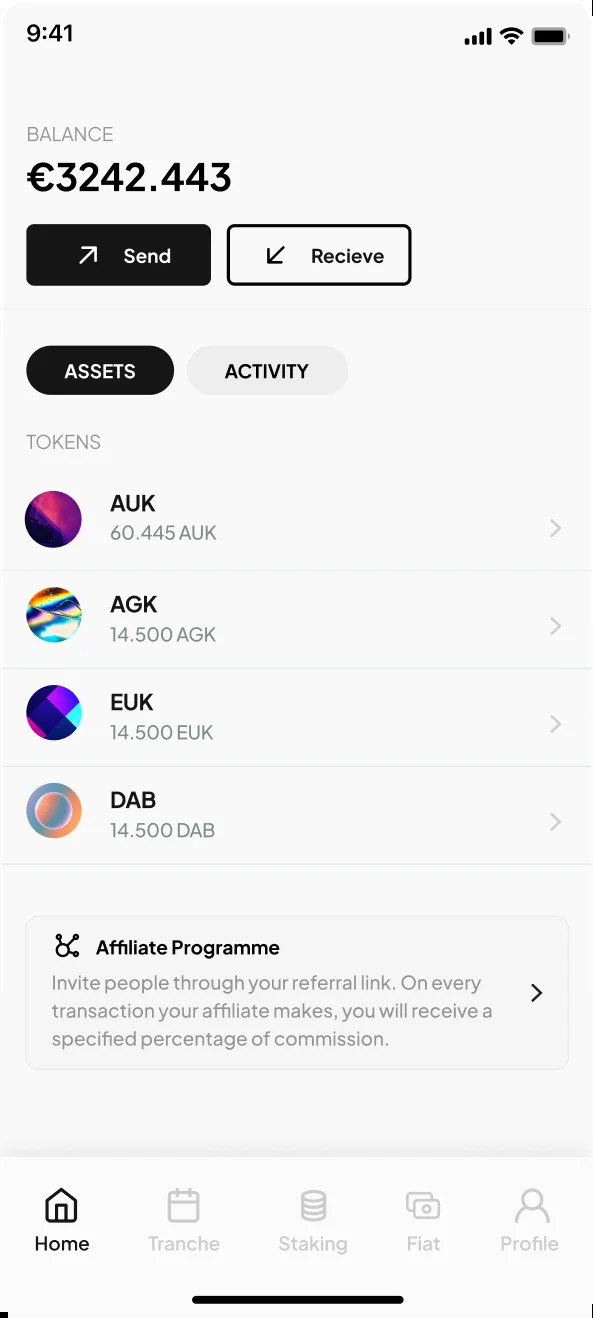 9:41
BALANCE
€3242.443
Send
Recieve
ASSETS
ACTIVITY
TOKENS
AUK
60.445 AUK
AGK
14.500 AGK
EUK
14.500 EUK
DAB
14.500 DAB
Affiliate Programme
Invite people through your referral link. On every
transaction your affiliate makes, you will receive a
specified percentage of commission.
Home
Tranche
Staking
Fiat
Profile